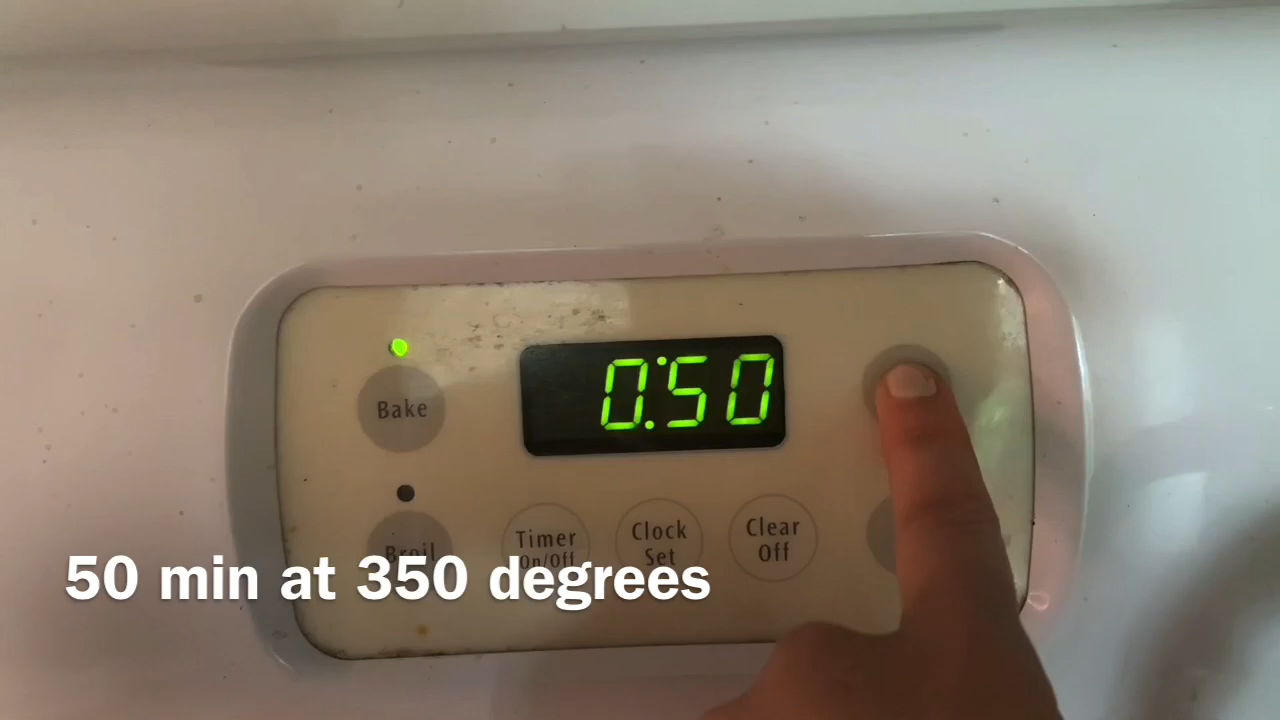 0:50
Bake
Broil
Timer
On/Off
Clock
Set
Clear
Off
50 min at 350 degrees